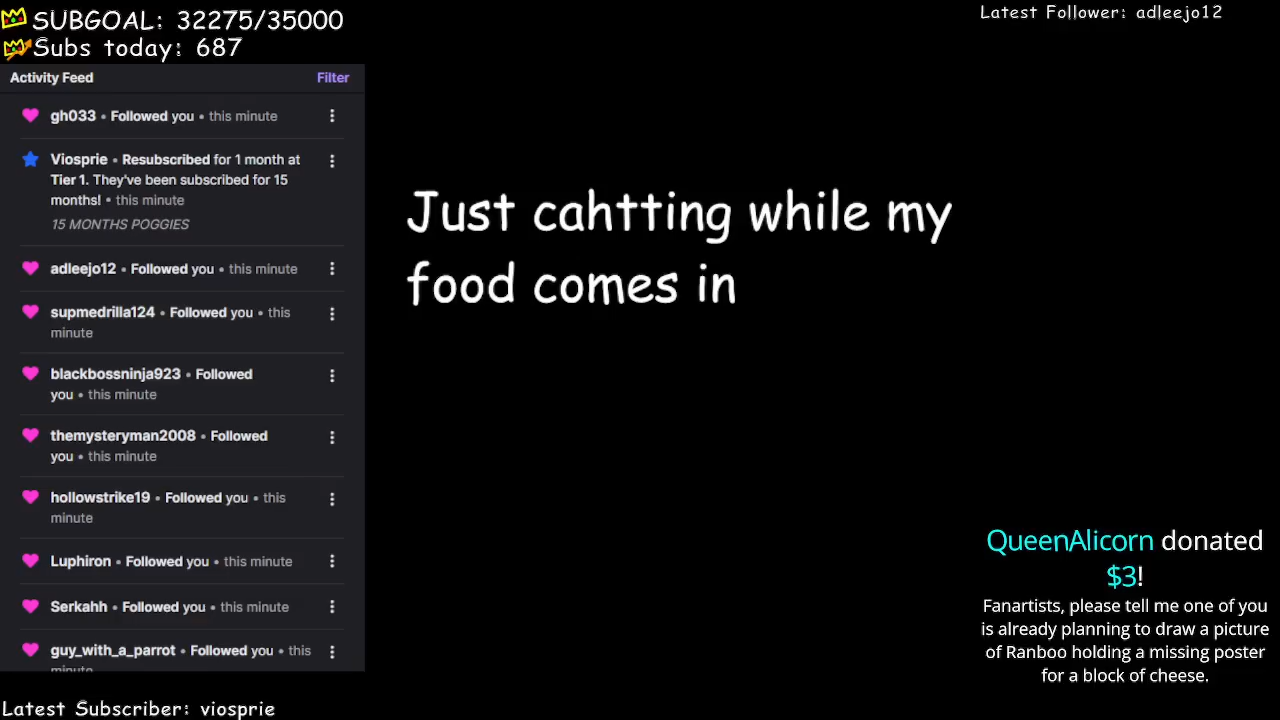 SUBGOAL: 32275/35000
Subs today: 687
Latest Follower: adleejo12
Activity Feed
Filter
gh033 • Followed you • this minute
Viosprie • Resubscribed for 1 month at
Tier 1. They've been subscribed for 15
months! • this minute
15 MONTHS POGGIES
adleejo12 • Followed you • this minute
supmedrilla124 • Followed you • this
minute
blackbossninja923 • Followed
you • this minute
themysteryman2008 • Followed
you • this minute
hollowstrike19 • Followed you • this
minute
Luphiron • Followed you • this minute
Serkahh • Followed you • this minute
guy_with_a_parrot • Followed you • this
minute
Just cahtting while my
food comes in
QueenAlicorn donated
$3!
Fanartists, please tell me one of you
is already planning to draw a picture
of Ranboo holding a missing poster
for a block of cheese.
Latest Subscriber: viosprie